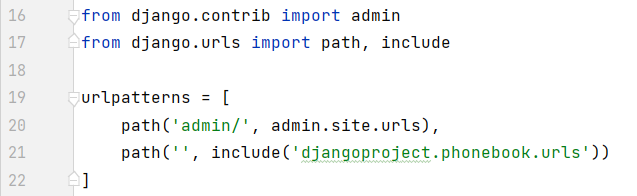 16 from django.contrib import admin
17 from django.urls import path, include
18
19 urlpatterns = [
20     path('admin/', admin.site.urls),
21     path('', include('djangoproject.phonebook.urls'))
22 ]